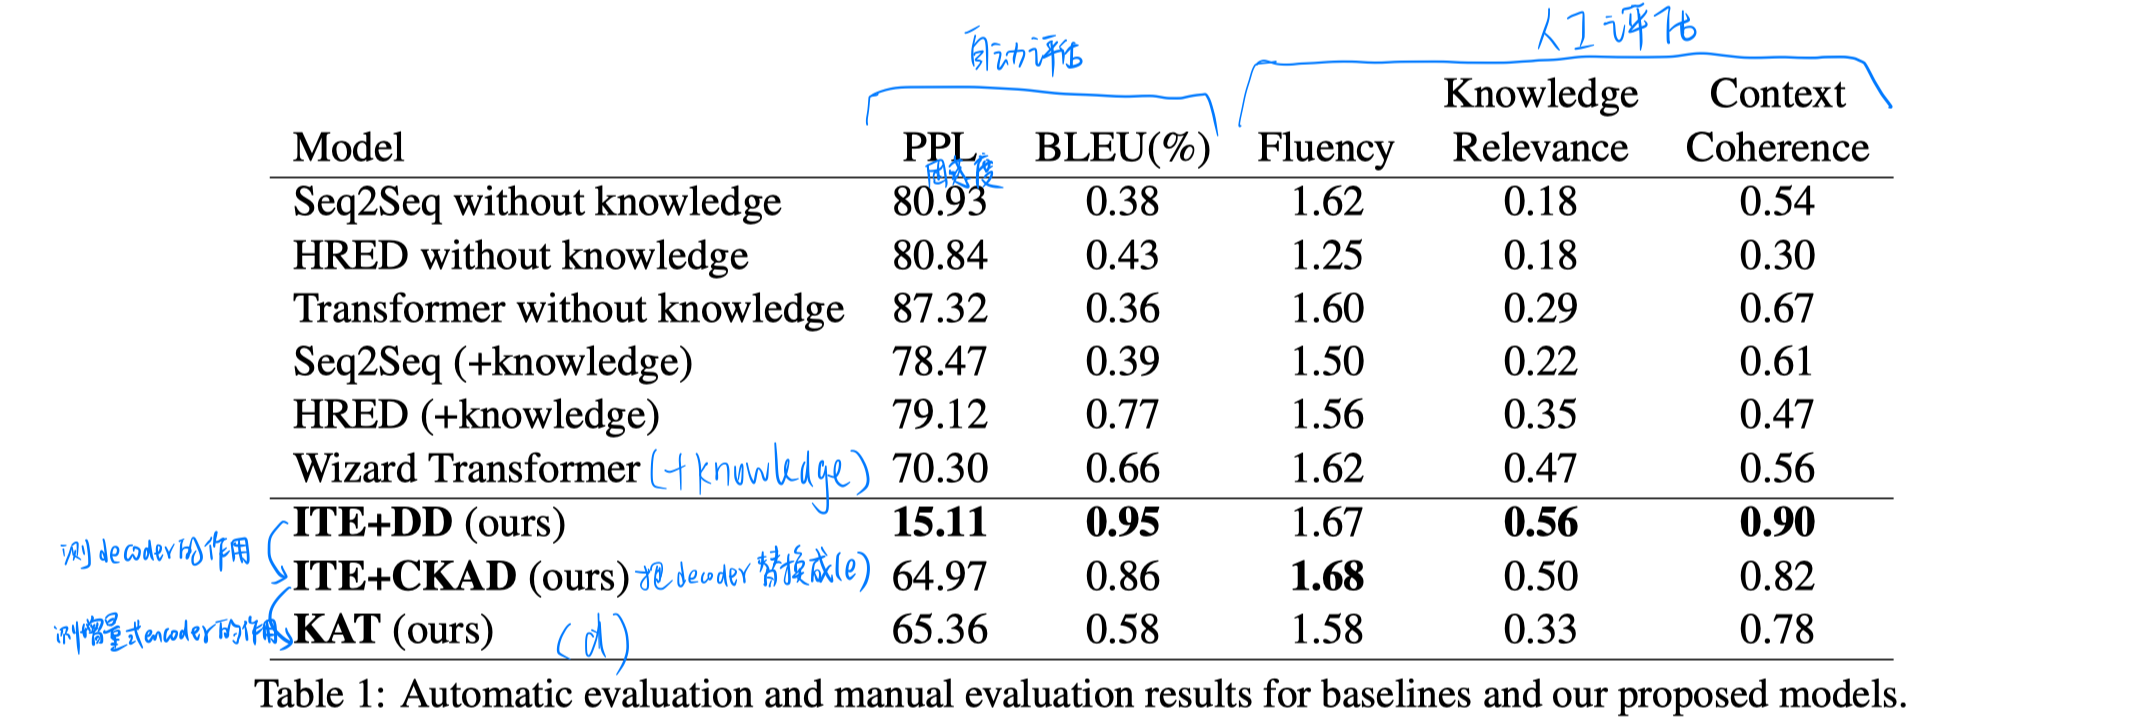 自动评估
人工评估
Knowledge Context
Model PPL BLEU(%) Fluency Relevance Coherence
困惑度
Seq2Seq without knowledge 80.93 0.38 1.62 0.18 0.54
HRED without knowledge 80.84 0.43 1.25 0.18 0.30
Transformer without knowledge 87.32 0.36 1.60 0.29 0.67
Seq2Seq (+knowledge) 78.47 0.39 1.50 0.22 0.61
HRED (+knowledge) 79.12 0.77 1.56 0.35 0.47
Wizard Transformer (+knowledge) 70.30 0.66 1.62 0.47 0.56
ITE+DD (ours) 15.11 0.95 1.67 0.56 0.90
测decoder的作用
ITE+CKAD (ours) 把decoder替换成(e) 64.97 0.86 1.68 0.50 0.82
测增量式encoder的作用 KAT (ours) (d) 65.36 0.58 1.58 0.33 0.78
Table 1: Automatic evaluation and manual evaluation results for baselines and our proposed models.